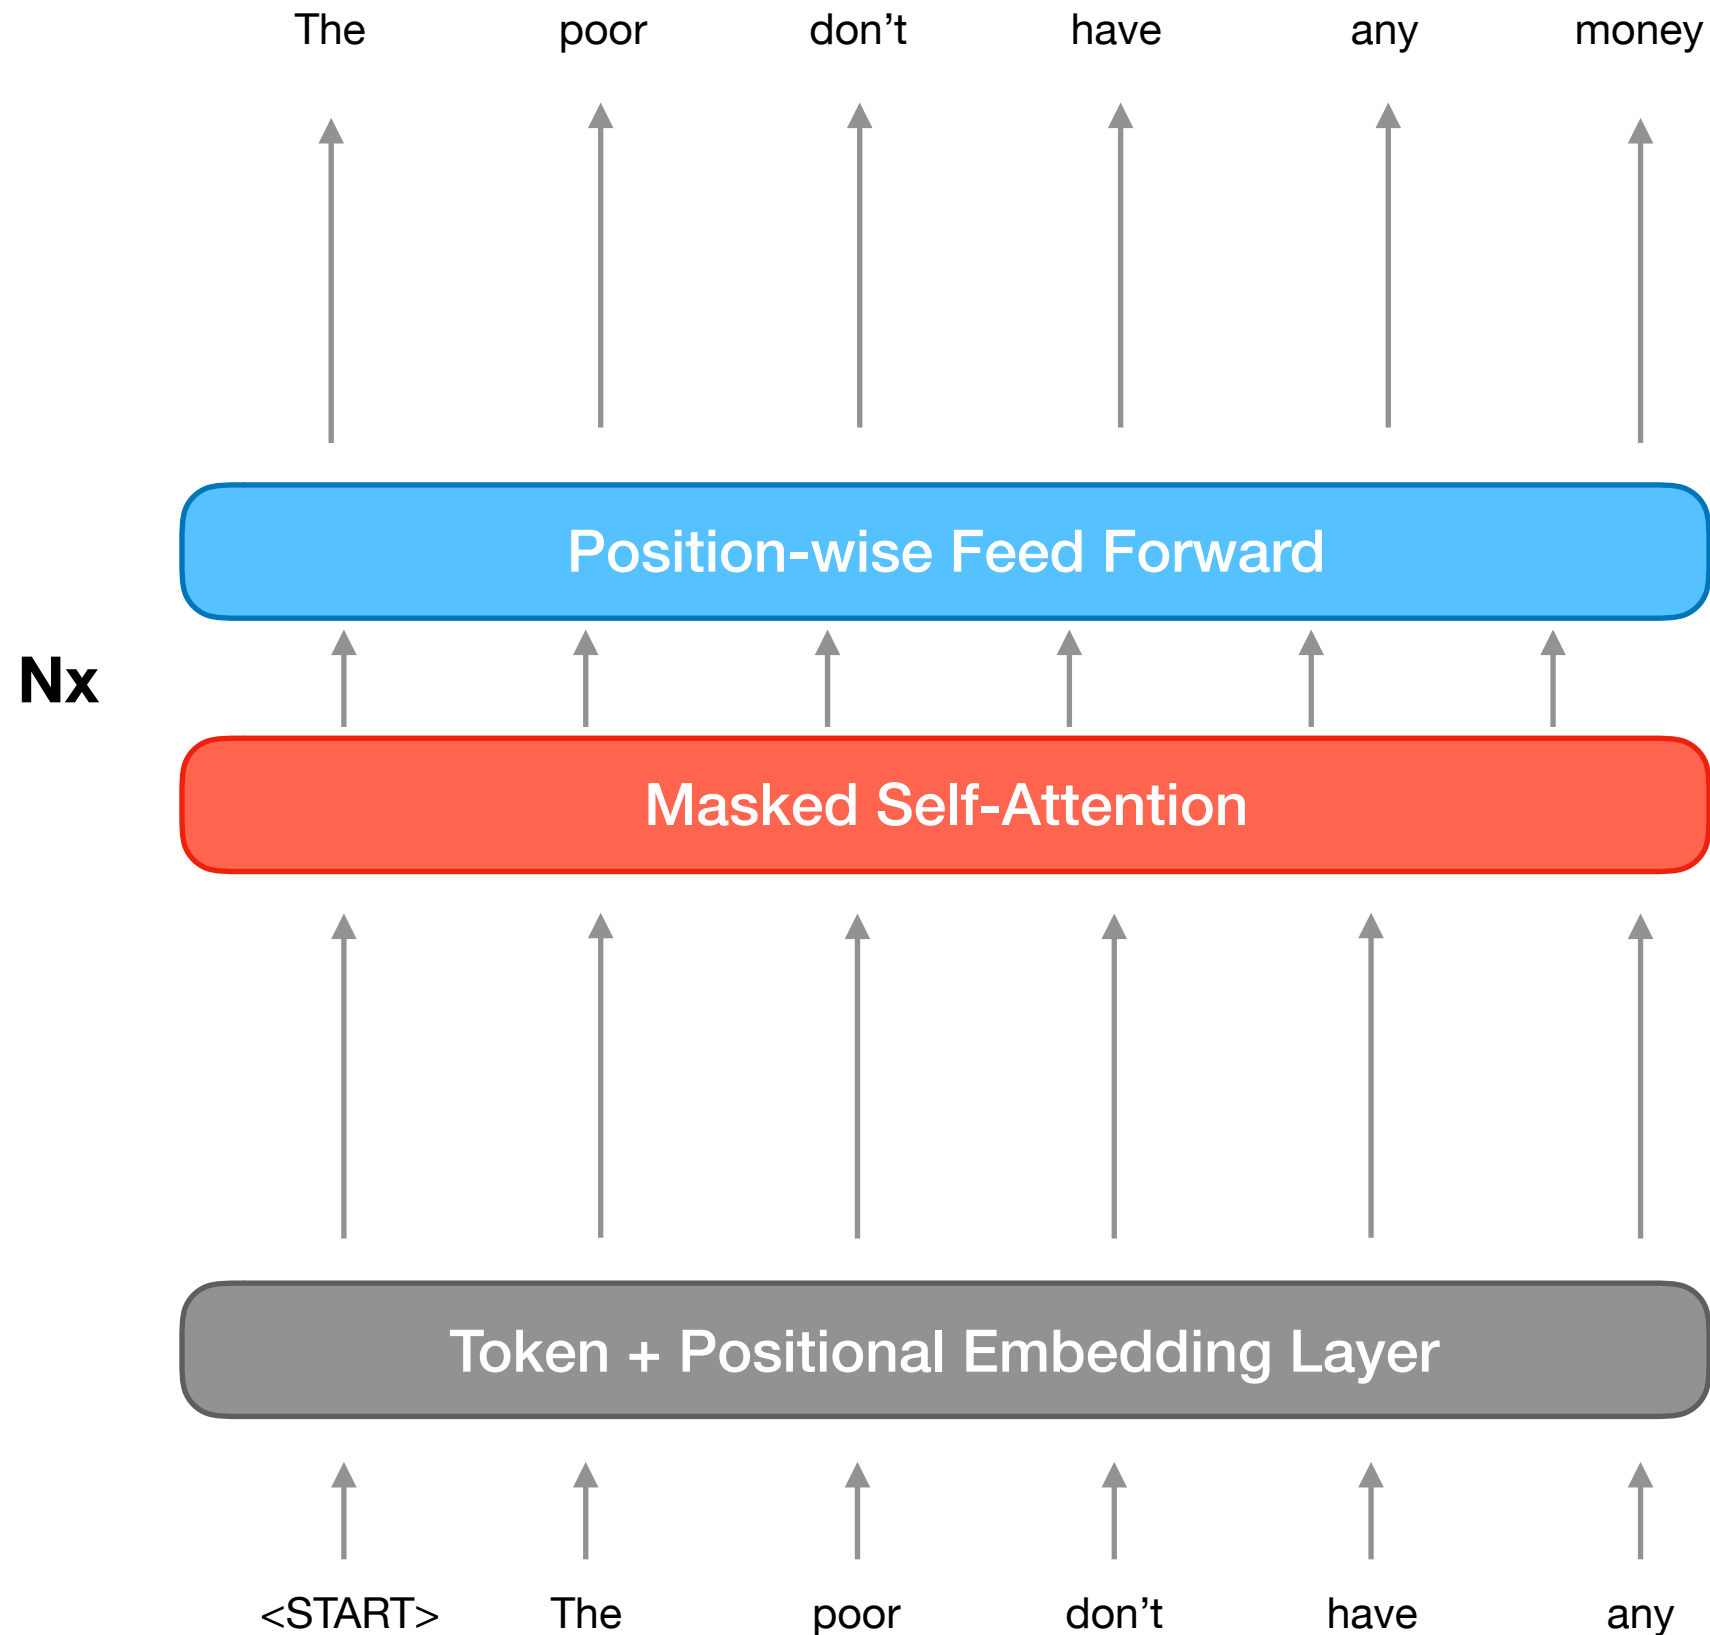 The poor don't have any money
Position-wise Feed Forward
Nx
Masked Self-Attention
Token + Positional Embedding Layer
<START> The poor don't have any